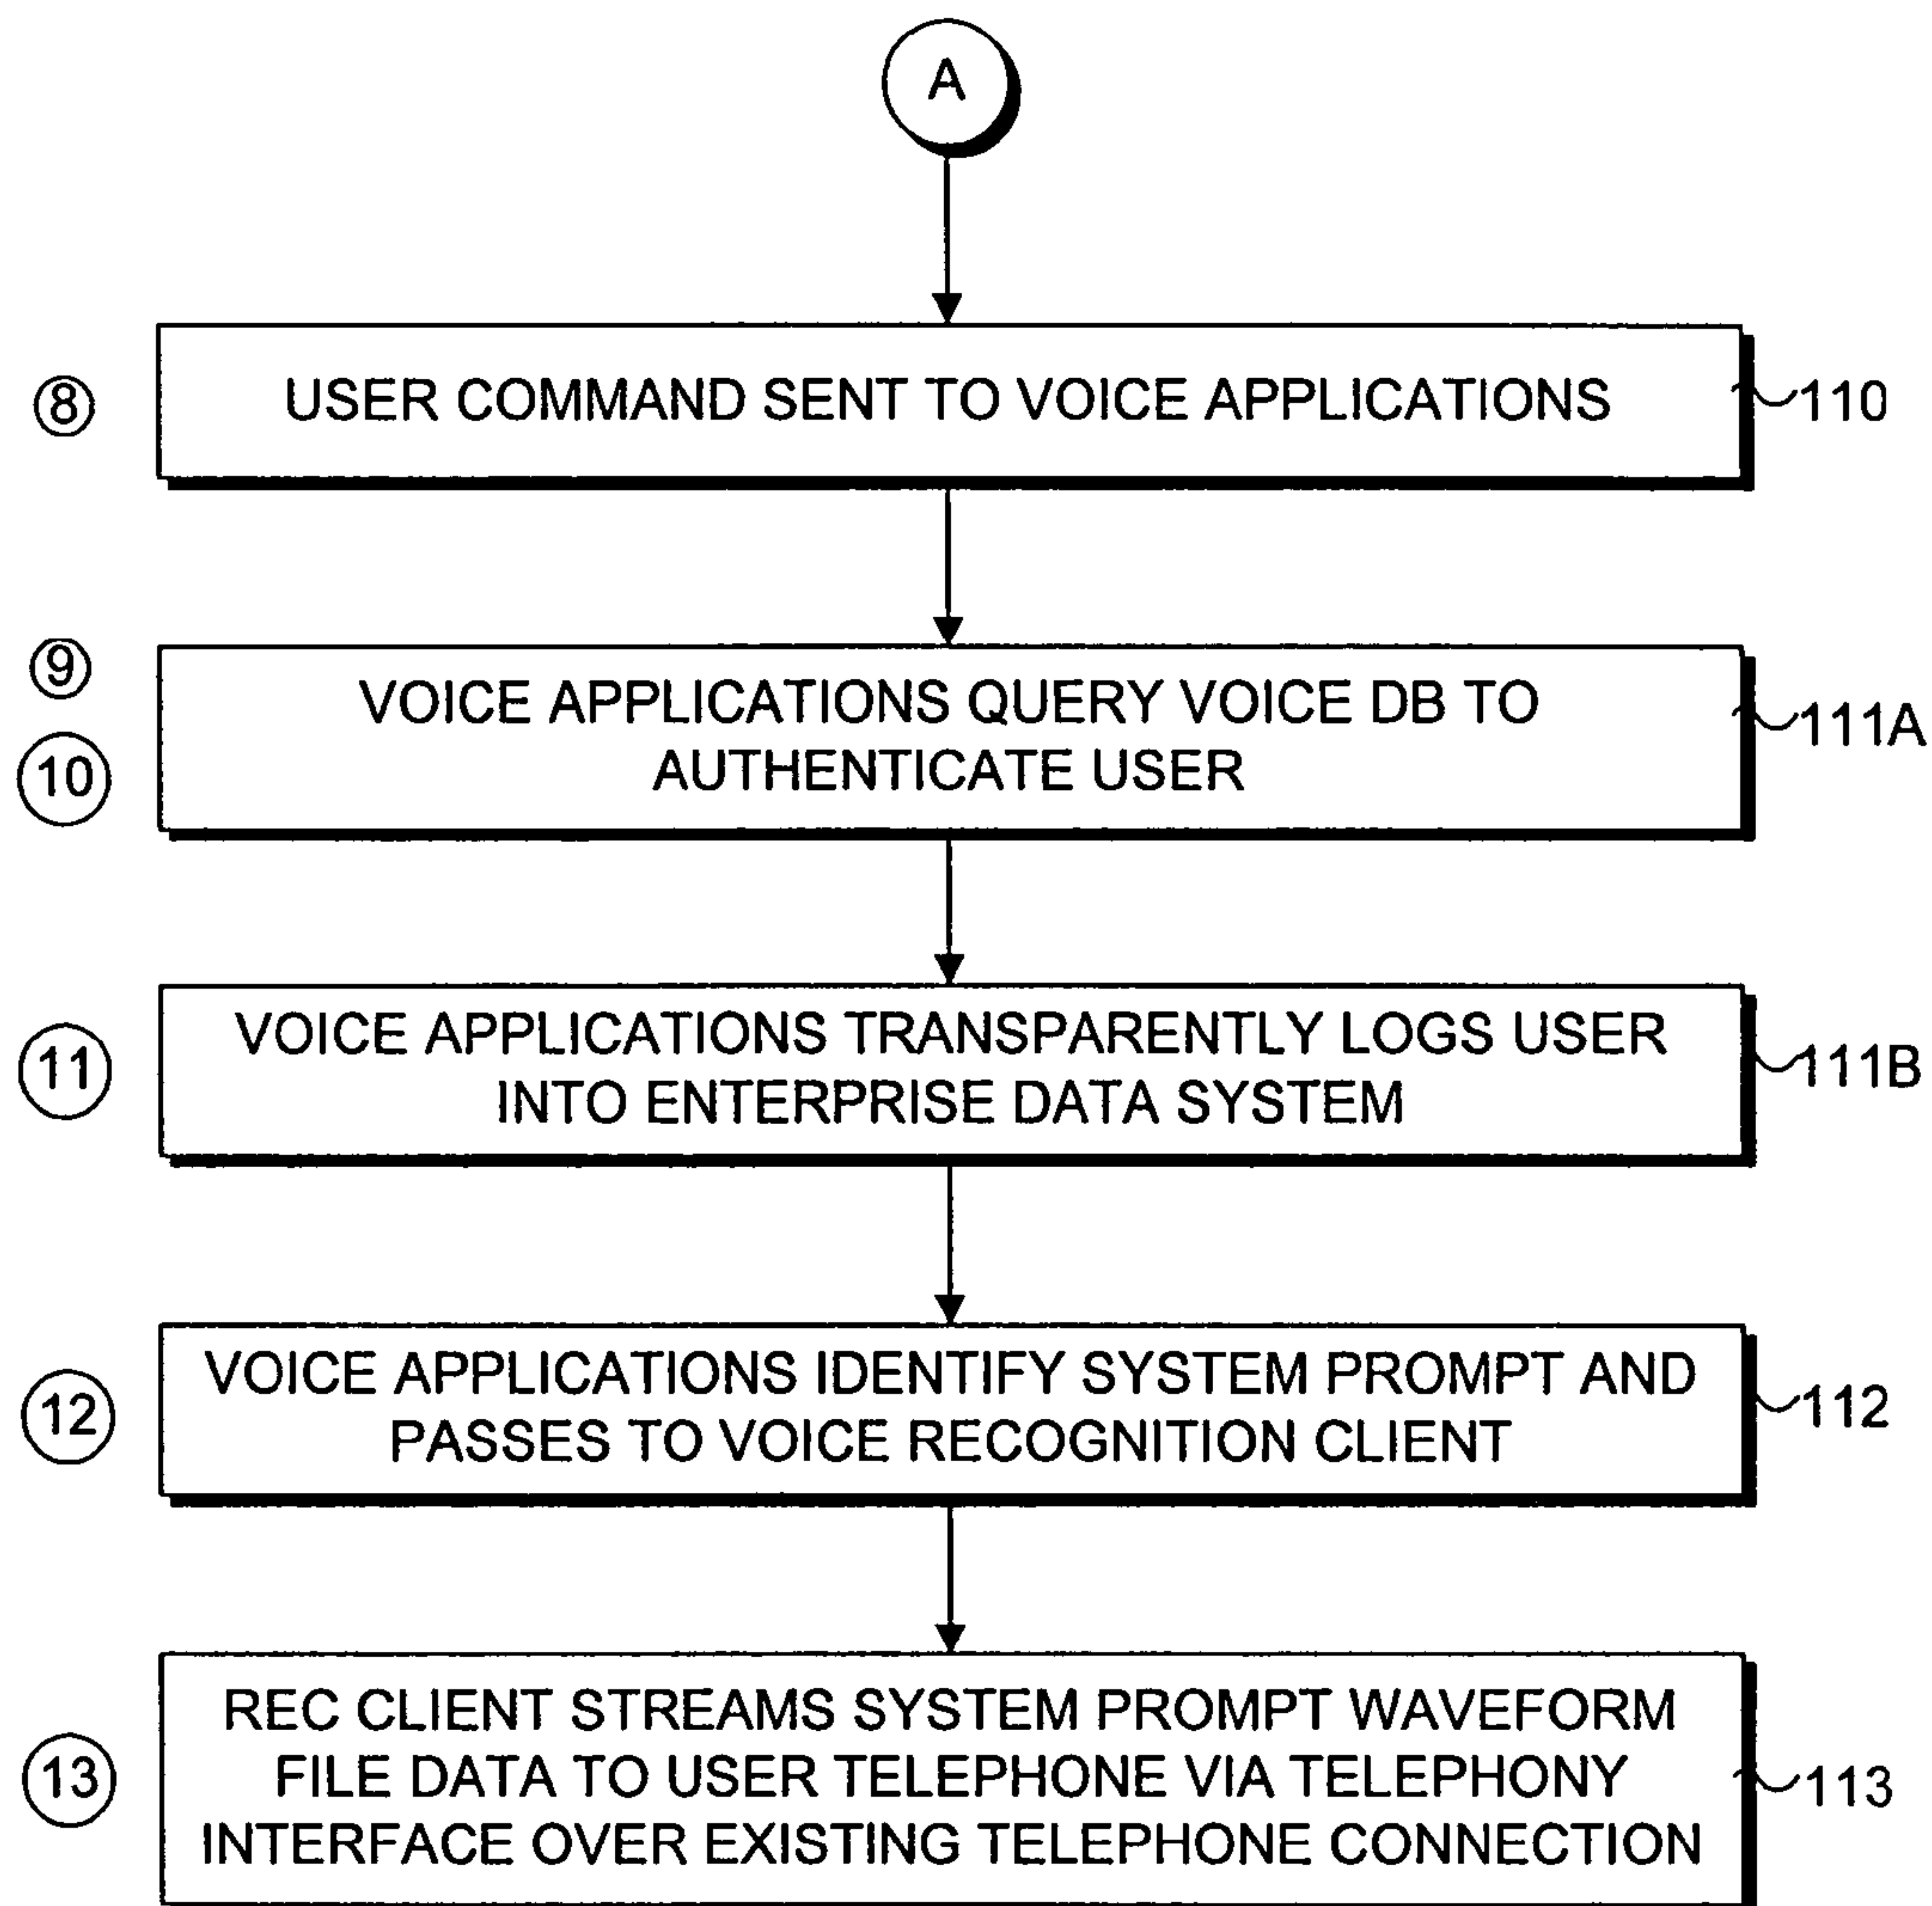 A
8
USER COMMAND SENT TO VOICE APPLICATIONS
110
9
10
VOICE APPLICATIONS QUERY VOICE DB TO
AUTHENTICATE USER
111A
11
VOICE APPLICATIONS TRANSPARENTLY LOGS USER
INTO ENTERPRISE DATA SYSTEM
111B
12
VOICE APPLICATIONS IDENTIFY SYSTEM PROMPT AND
PASSES TO VOICE RECOGNITION CLIENT
112
13
REC CLIENT STREAMS SYSTEM PROMPT WAVEFORM
FILE DATA TO USER TELEPHONE VIA TELEPHONY
INTERFACE OVER EXISTING TELEPHONE CONNECTION
113